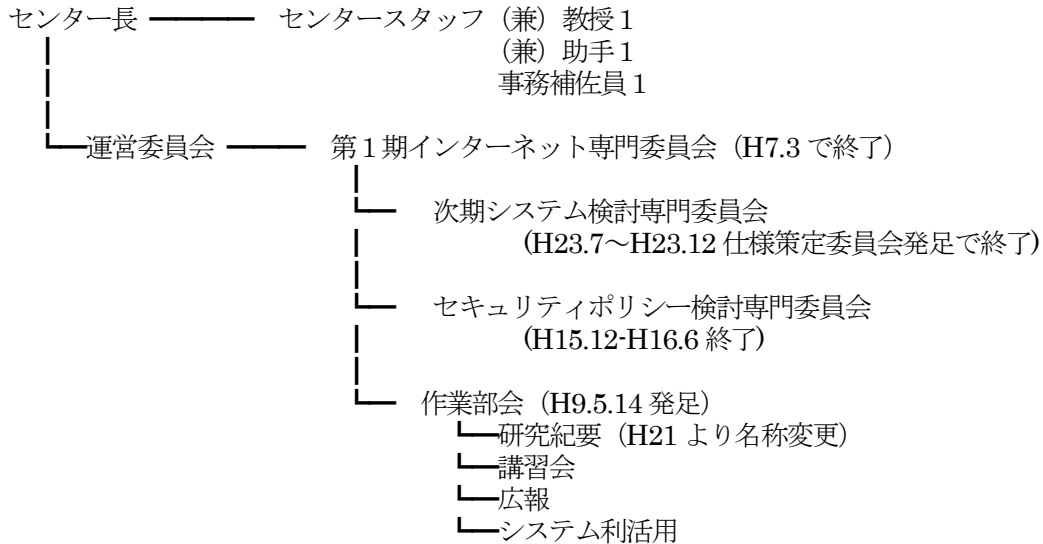 センター長 センタースタッフ (兼) 教授1
(兼) 助手1
事務補佐員1
運営委員会 第1期インターネット専門委員会 (H7.3で終了)
次期システム検討専門委員会
(H23.7~H23.12 仕様策定委員会発足で終了)
セキュリティポリシー検討専門委員会
(H15.12-H16.6 終了)
作業部会 (H9.5.14 発足)
研究紀要 (H21 より名称変更)
講習会
広報
システム利活用